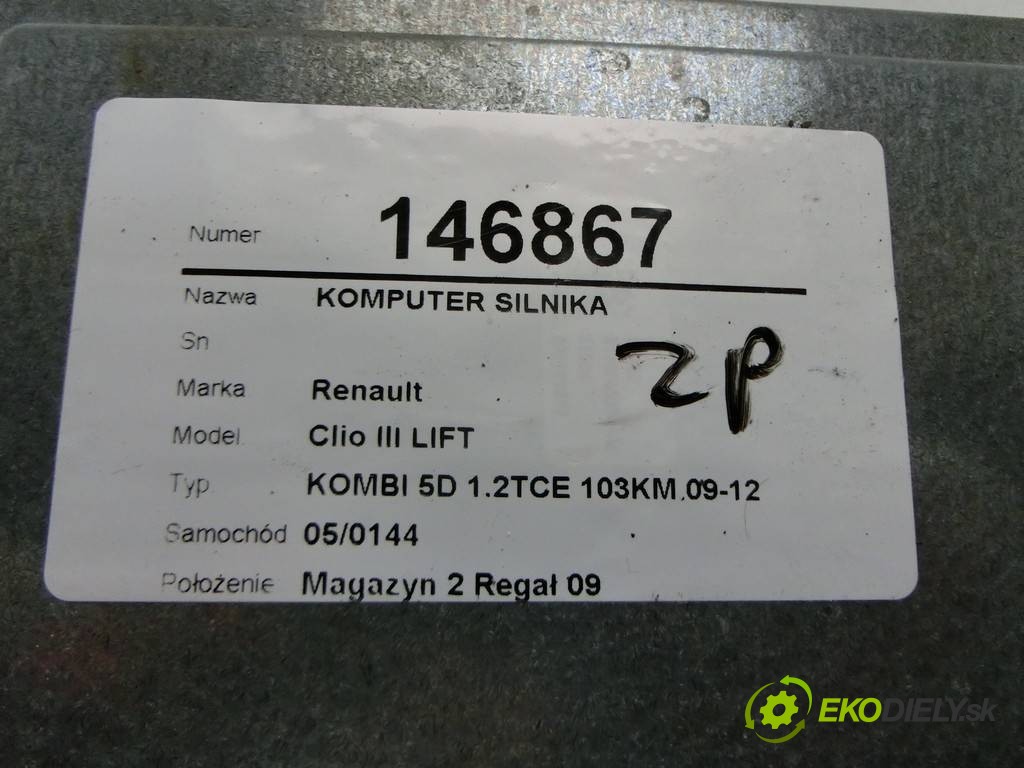 Numer 146867
Nazwa KOMPUTER SILNIKA
Sn
ZP
Marka Renault
Model Clio III LIFT
Typ KOMBI 5D 1.2TCE 103KM 09-12
Samochód 05/0144
Położenie Magazyn 2 Regał 09
EKODIELY.sk